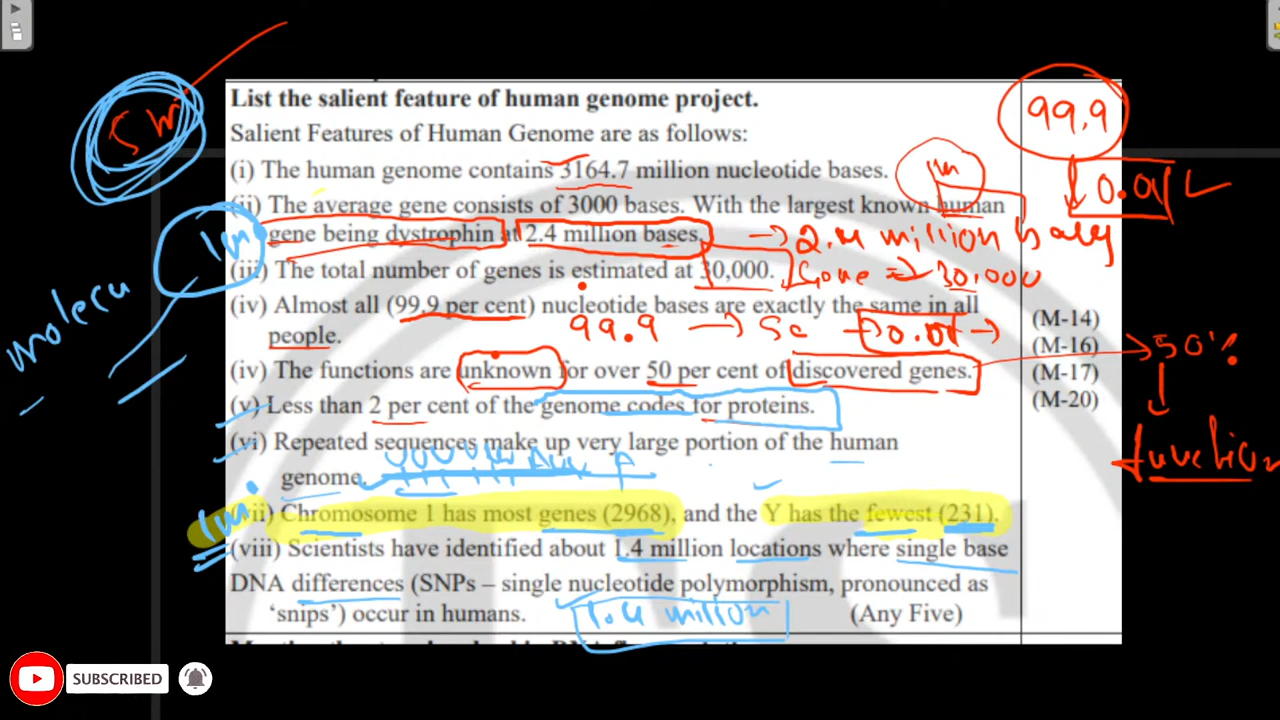 List the salient feature of human genome project.
Salient Features of Human Genome are as follows:
(i) The human genome contains 3164.7 million nucleotide bases.
(ii) The average gene consists of 3000 bases. With the largest known human
gene being dystrophin at 2.4 million bases.
(iii) The total number of genes is estimated at 30,000.
(iv) Almost all (99.9 per cent) nucleotide bases are exactly the same in all
people.
(iv) The functions are unknown for over 50 per cent of discovered genes.
(v) Less than 2 per cent of the genome codes for proteins.
(vi) Repeated sequences make up very large portion of the human
genome.
(vii) Chromosome 1 has most genes (2968), and the Y has the fewest (231).
(viii) Scientists have identified about 1.4 million locations where single base
DNA differences (SNPs – single nucleotide polymorphism, pronounced as
‘snips’) occur in humans.
(Any Five)
(M-14)
(M-16)
(M-17)
(M-20)
5m
1m
molecu
1m
99.9
1m
2.4 million
Gene => 30,000
99.9 → Sc → 0.01 →
50%
function
1.4 million
SUBSCRIBED